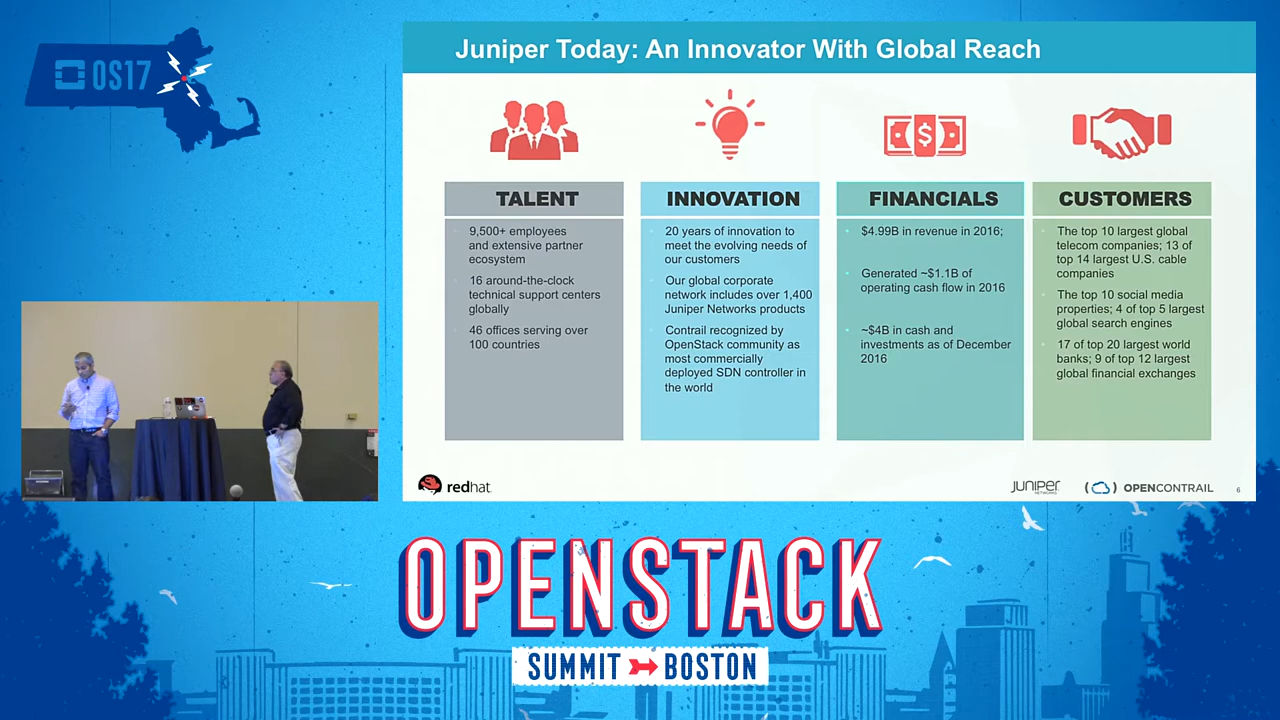 OS17
Juniper Today: An Innovator With Global Reach
$
TALENT
9,500+ employees
and extensive partner
ecosystem
16 around-the-clock
technical support centers
globally
46 offices serving over
100 countries
INNOVATION
20 years of innovation to
meet the evolving needs of
our customers
Our global corporate
network includes over 1,400
Juniper Networks products
Contrail recognized by
OpenStack community as
most commercially
deployed SDN controller in
the world
FINANCIALS
$4.99B in revenue in 2016;
Generated ~$1.1B of
operating cash flow in 2016
~$4B in cash and
investments as of December
2016
CUSTOMERS
The top 10 largest global
telecom companies; 13 of
top 14 largest U.S. cable
companies
The top 10 social media
properties; 4 of top 5 largest
global search engines
17 of top 20 largest world
banks; 9 of top 12 largest
global financial exchanges
redhat.
JUNIPER
NETWORKS
OPENCONTRAIL
6
OPENSTACK
SUMMIT BOSTON